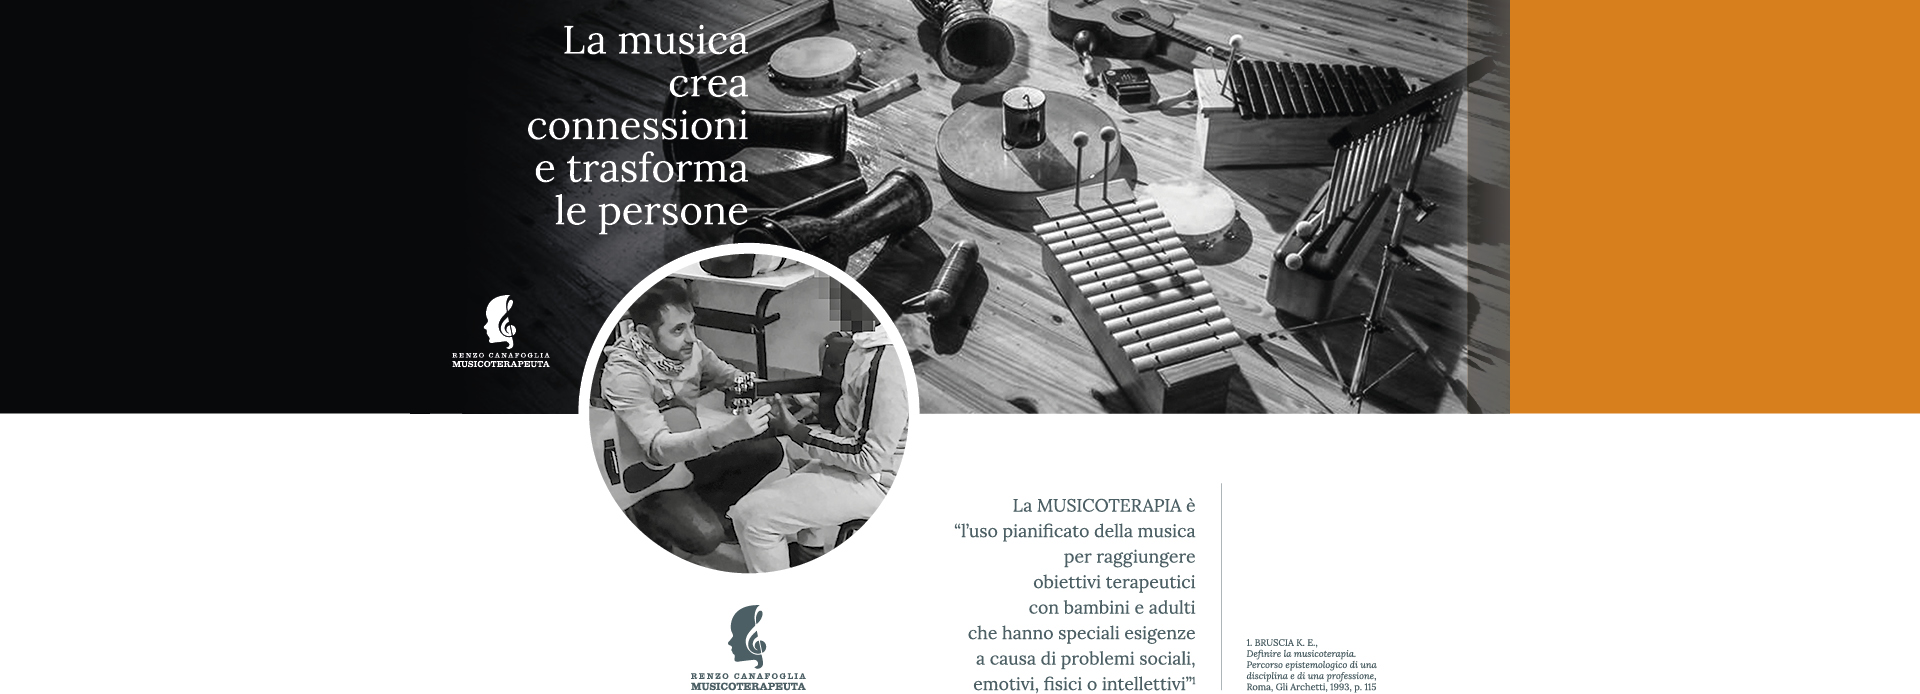 La musica
crea
connessioni
e trasforma
le persone
RENZO CANAFOGLIA
MUSICOTERAPEUTA
La MUSICOTERAPIA è
“l’uso pianificato della musica
per raggiungere
obiettivi terapeutici
con bambini e adulti
che hanno speciali esigenze
a causa di problemi sociali,
emotivi, fisici o intellettivi”¹
1. BRUSCIA K. E.,
Definire la musicoterapia.
Percorso epistemologico di una
disciplina e di una professione,
Roma, Gli Archetti, 1993, p. 115
RENZO CANAFOGLIA
MUSICOTERAPEUTA